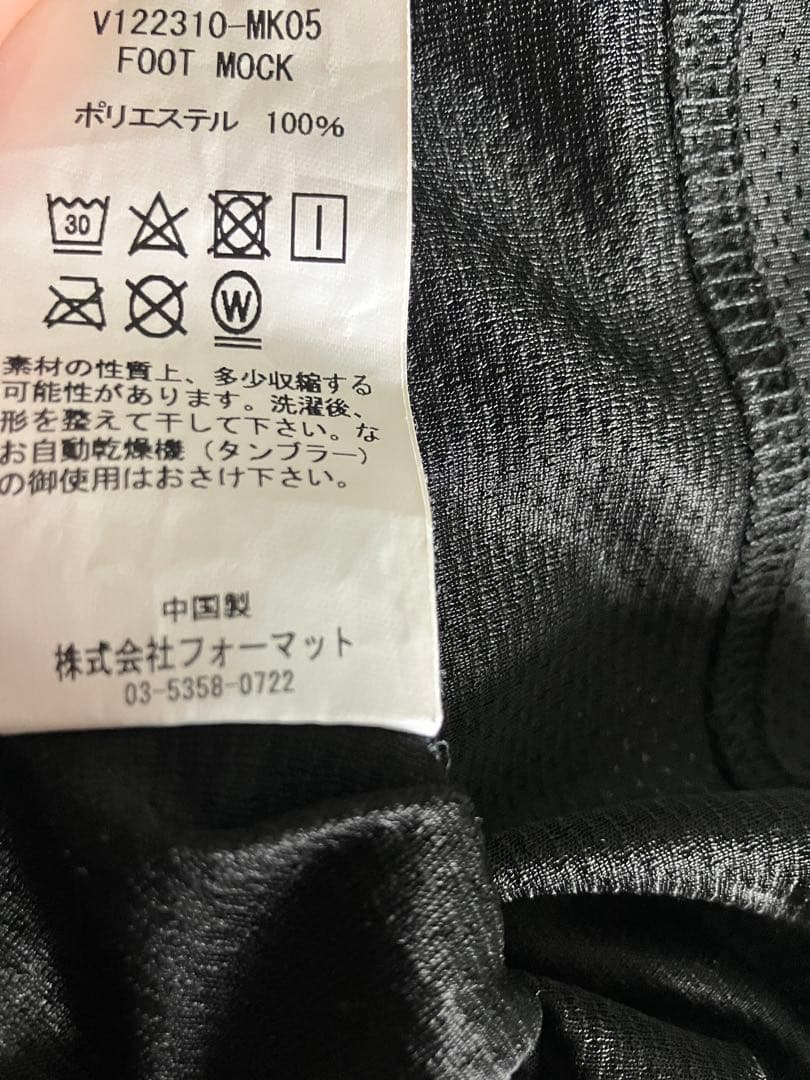 V122310-MK05
FOOT MOCK
ポリエステル 100%
30
W
素材の性質上、多少収縮する
可能性があります。洗濯後、
形を整えて干して下さい。な
お自動乾燥機（タンブラー）
の御使用はおさけ下さい。
中国製
株式会社フォーマット
03-5358-0722